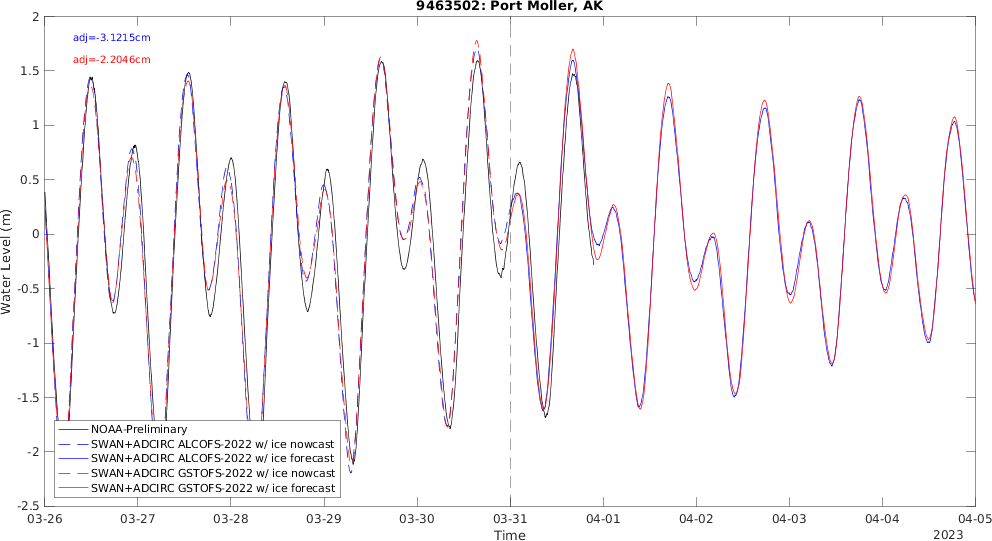 9463502: Port Moller, AK
adj=-3.1215cm
adj=-2.2046cm
Water Level (m)
2
1.5
1
0.5
0
-0.5
-1
-1.5
-2
-2.5
NOAA-Preliminary
SWAN+ADCIRC ALCOFS-2022 w/ ice nowcast
SWAN+ADCIRC ALCOFS-2022 w/ ice forecast
SWAN+ADCIRC GSTOFS-2022 w/ ice nowcast
SWAN+ADCIRC GSTOFS-2022 w/ ice forecast
03-26 03-27 03-28 03-29 03-30 03-31 04-01 04-02 04-03 04-04 04-05
Time
2023